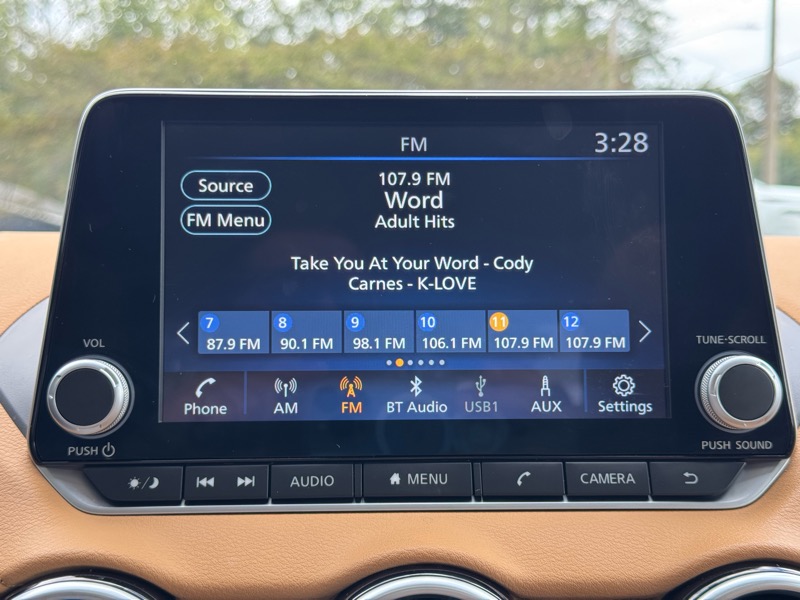 FM
3:28
Source
107.9 FM
FM Menu
Word
Adult Hits
Take You At Your Word - Cody
Carnes - K-LOVE
7 8 9 10 11 12
87.9 FM 90.1 FM 98.1 FM 106.1 FM 107.9 FM 107.9 FM
VOL
TUNE·SCROLL
Phone AM FM BT Audio USB1 AUX Settings
PUSH
PUSH SOUND
AUDIO MENU CAMERA